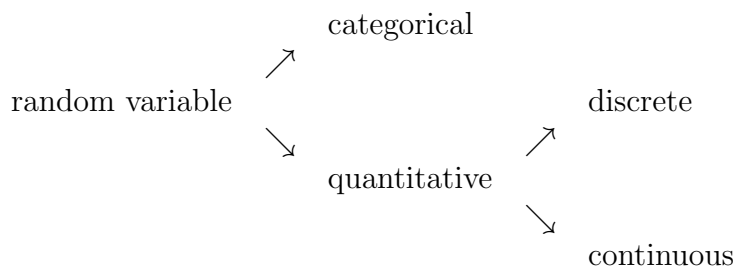 categorical
random variable
discrete
quantitative
continuous